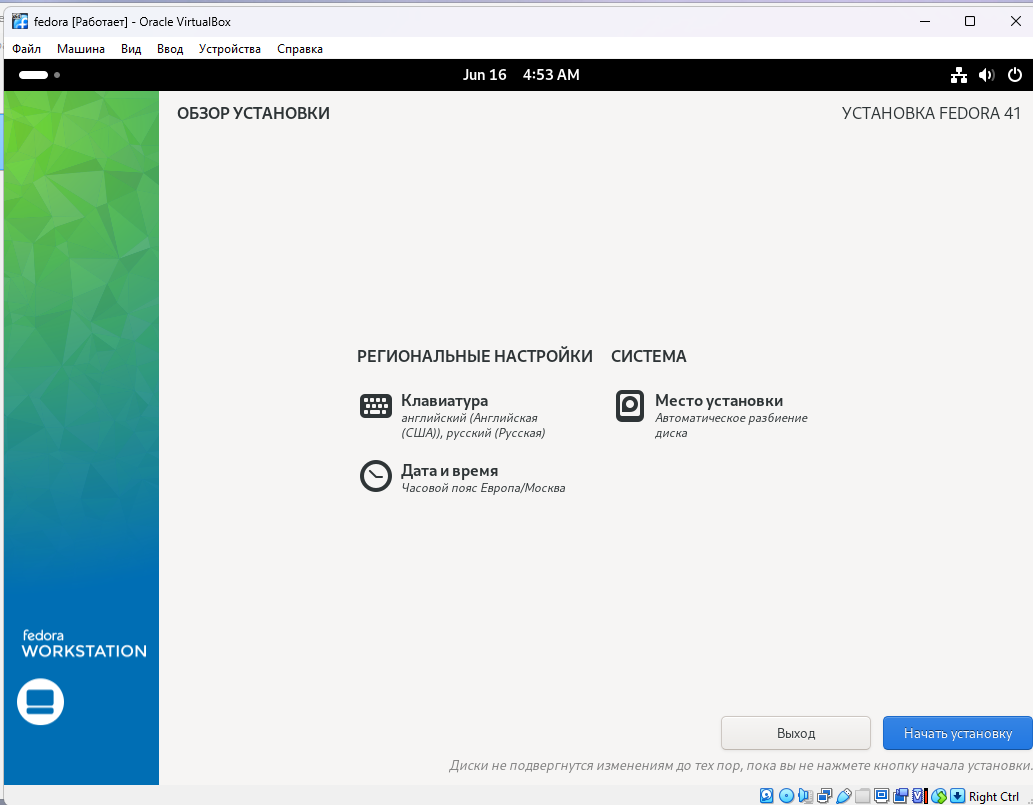 fedora [Работает] - Oracle VirtualBox
Файл Машина Вид Ввод Устройства Справка
Jun 16 4:53 AM
ОБЗОР УСТАНОВКИ
УСТАНОВКА FEDORA 41
РЕГИОНАЛЬНЫЕ НАСТРОЙКИ
Клавиатура
английский (Английская
(США)), русский (Русская)
Дата и время
Часовой пояс Европа/Москва
СИСТЕМА
Место установки
Автоматическое разбиение
диска
fedora
WORKSTATION
Выход
Начать установку
Диски не подвергнутся изменениям до тех пор, пока вы не нажмете кнопку начала установки.
Right Ctrl